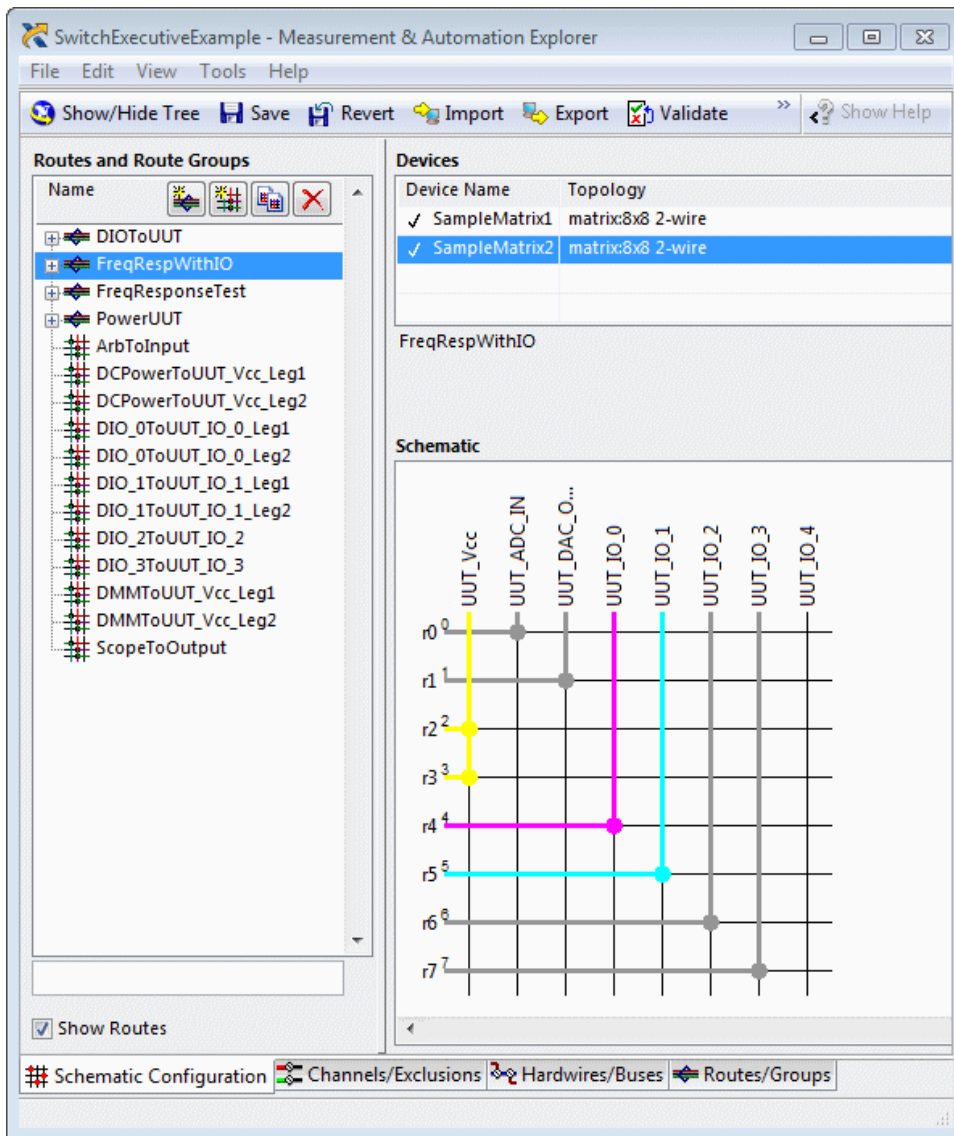 SwitchExecutiveExample - Measurement & Automation Explorer
File Edit View Tools Help
Show/Hide Tree Save Revert Import Export Validate » Show Help
Routes and Route Groups
Name
DIOToUUT
FreqRespWithIO
FreqResponseTest
PowerUUT
ArbToInput
DCPowerToUUT_Vcc_Leg1
DCPowerToUUT_Vcc_Leg2
DIO_0ToUUT_IO_0_Leg1
DIO_0ToUUT_IO_0_Leg2
DIO_1ToUUT_IO_1_Leg1
DIO_1ToUUT_IO_1_Leg2
DIO_2ToUUT_IO_2
DIO_3ToUUT_IO_3
DMMToUUT_Vcc_Leg1
DMMToUUT_Vcc_Leg2
ScopeToOutput
Show Routes
Devices
Device Name Topology
SampleMatrix1 matrix:8x8 2-wire
SampleMatrix2 matrix:8x8 2-wire
FreqRespWithIO
Schematic
UUT_Vcc
UUT_ADC_IN
UUT_DAC_O...
UUT_IO_0
UUT_IO_1
UUT_IO_2
UUT_IO_3
UUT_IO_4
r0 0
r1 1
r2 2
r3 3
r4 4
r5 5
r6 6
r7 7
Schematic Configuration Channels/Exclusions Hardwires/Buses Routes/Groups